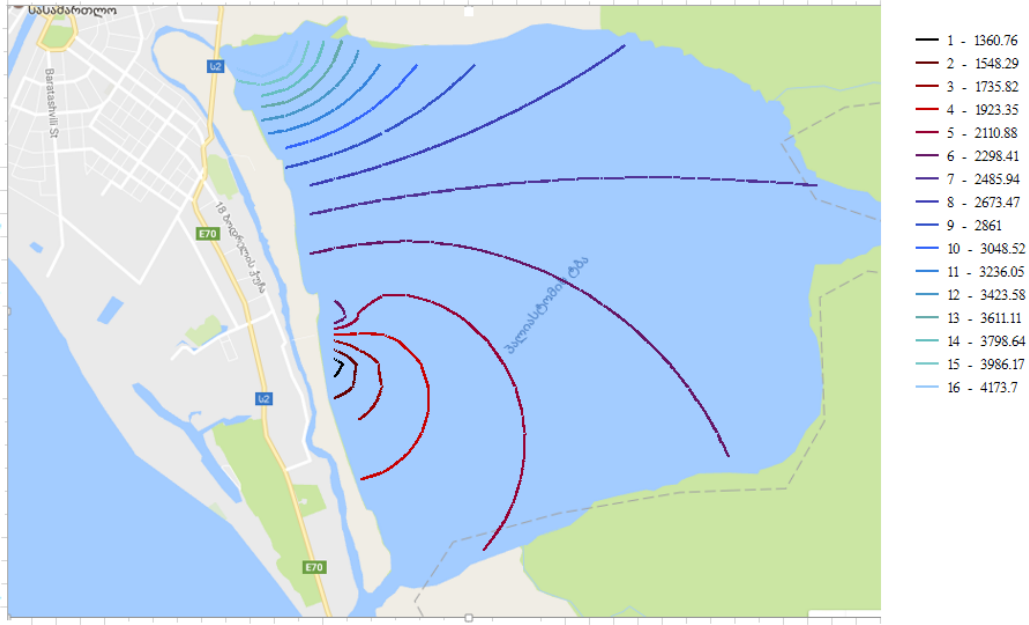 სასამართლო
ს2
Baratashvili St
18
ქუჩა
E70
პალიასტომის ტბა
ს2
E70
1 - 1360.76
2 - 1548.29
3 - 1735.82
4 - 1923.35
5 - 2110.88
6 - 2298.41
7 - 2485.94
8 - 2673.47
9 - 2861
10 - 3048.52
11 - 3236.05
12 - 3423.58
13 - 3611.11
14 - 3798.64
15 - 3986.17
16 - 4173.7